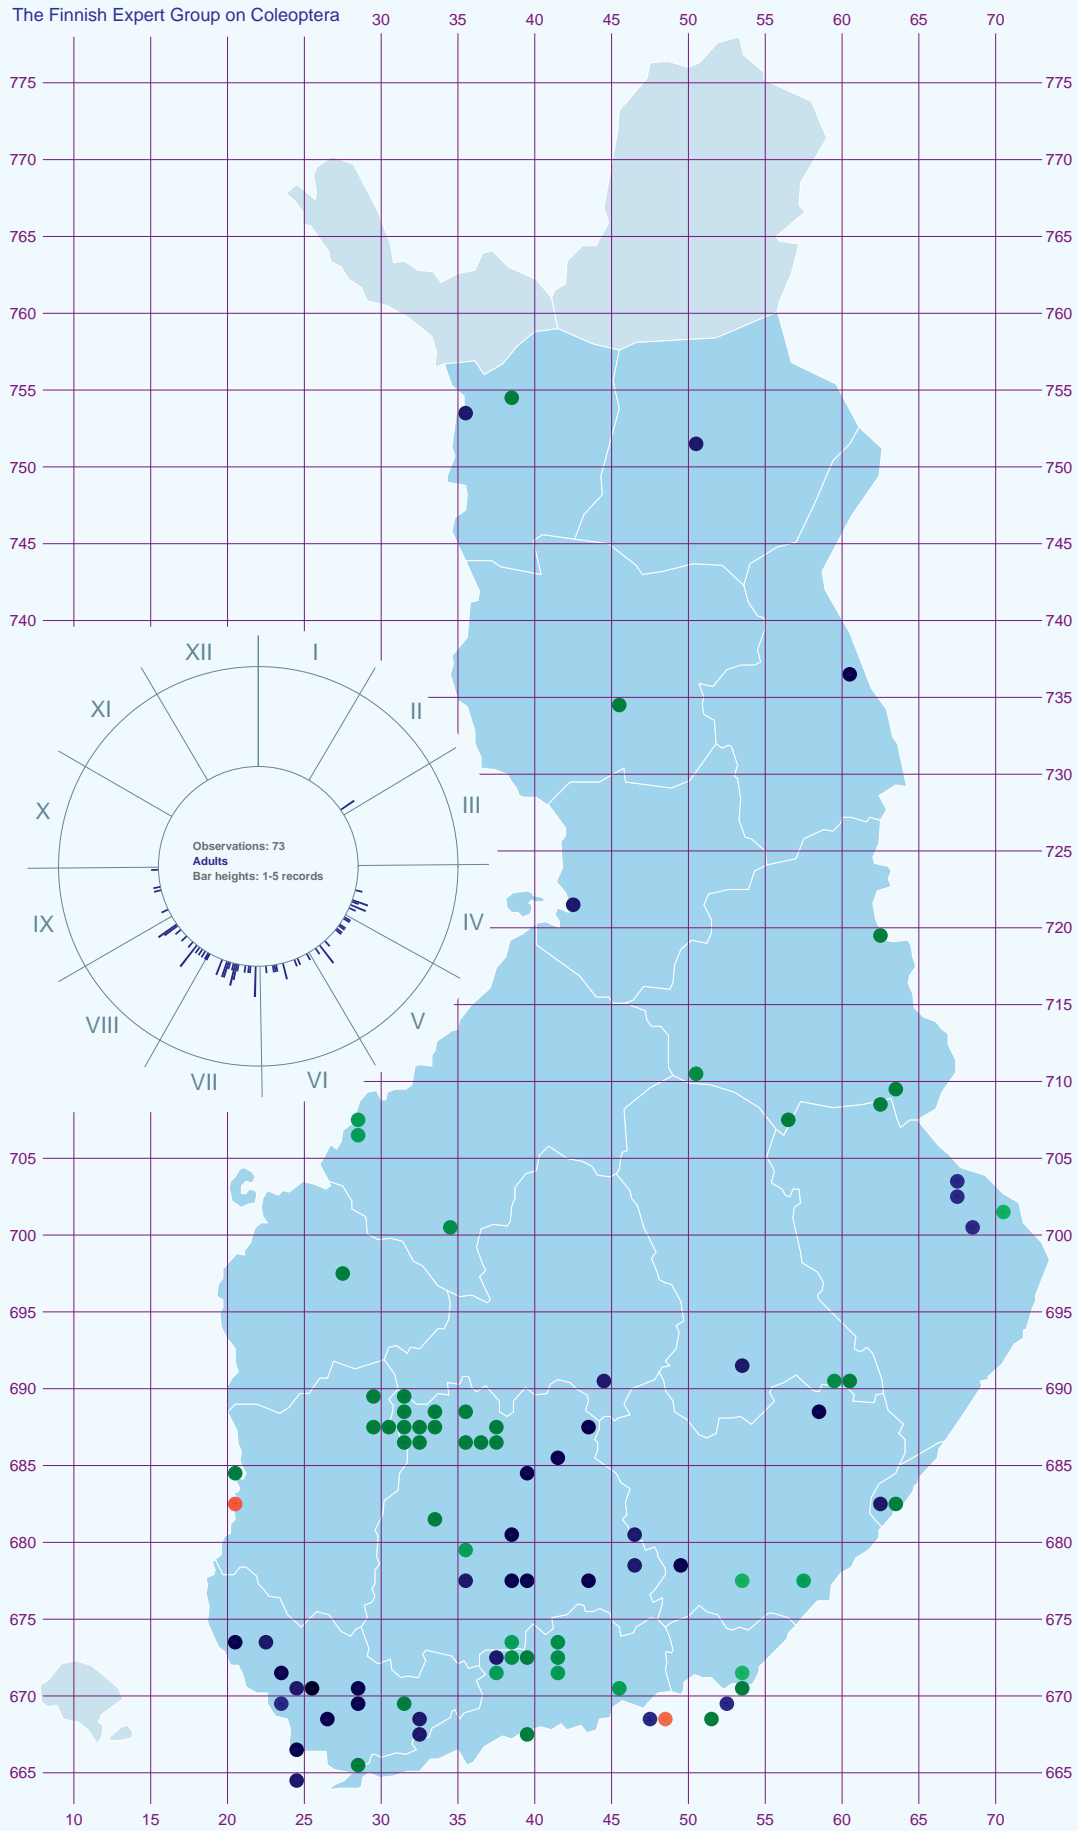 The Finnish Expert Group on Coleoptera
30 35 40 45 50 55 60 65 70
775 775
770 770
765 765
760 760
755 755
750 750
745 745
740 740
XII I
XI II
735
730
X III
725
Observations: 73
Adults
Bar heights: 1-5 records
IX IV
720
715
VIII V
VII VI
710
705 705
700 700
695 695
690 690
685 685
680 680
675 675
670 670
665 665
10 15 20 25 30 35 40 45 50 55 60 65 70